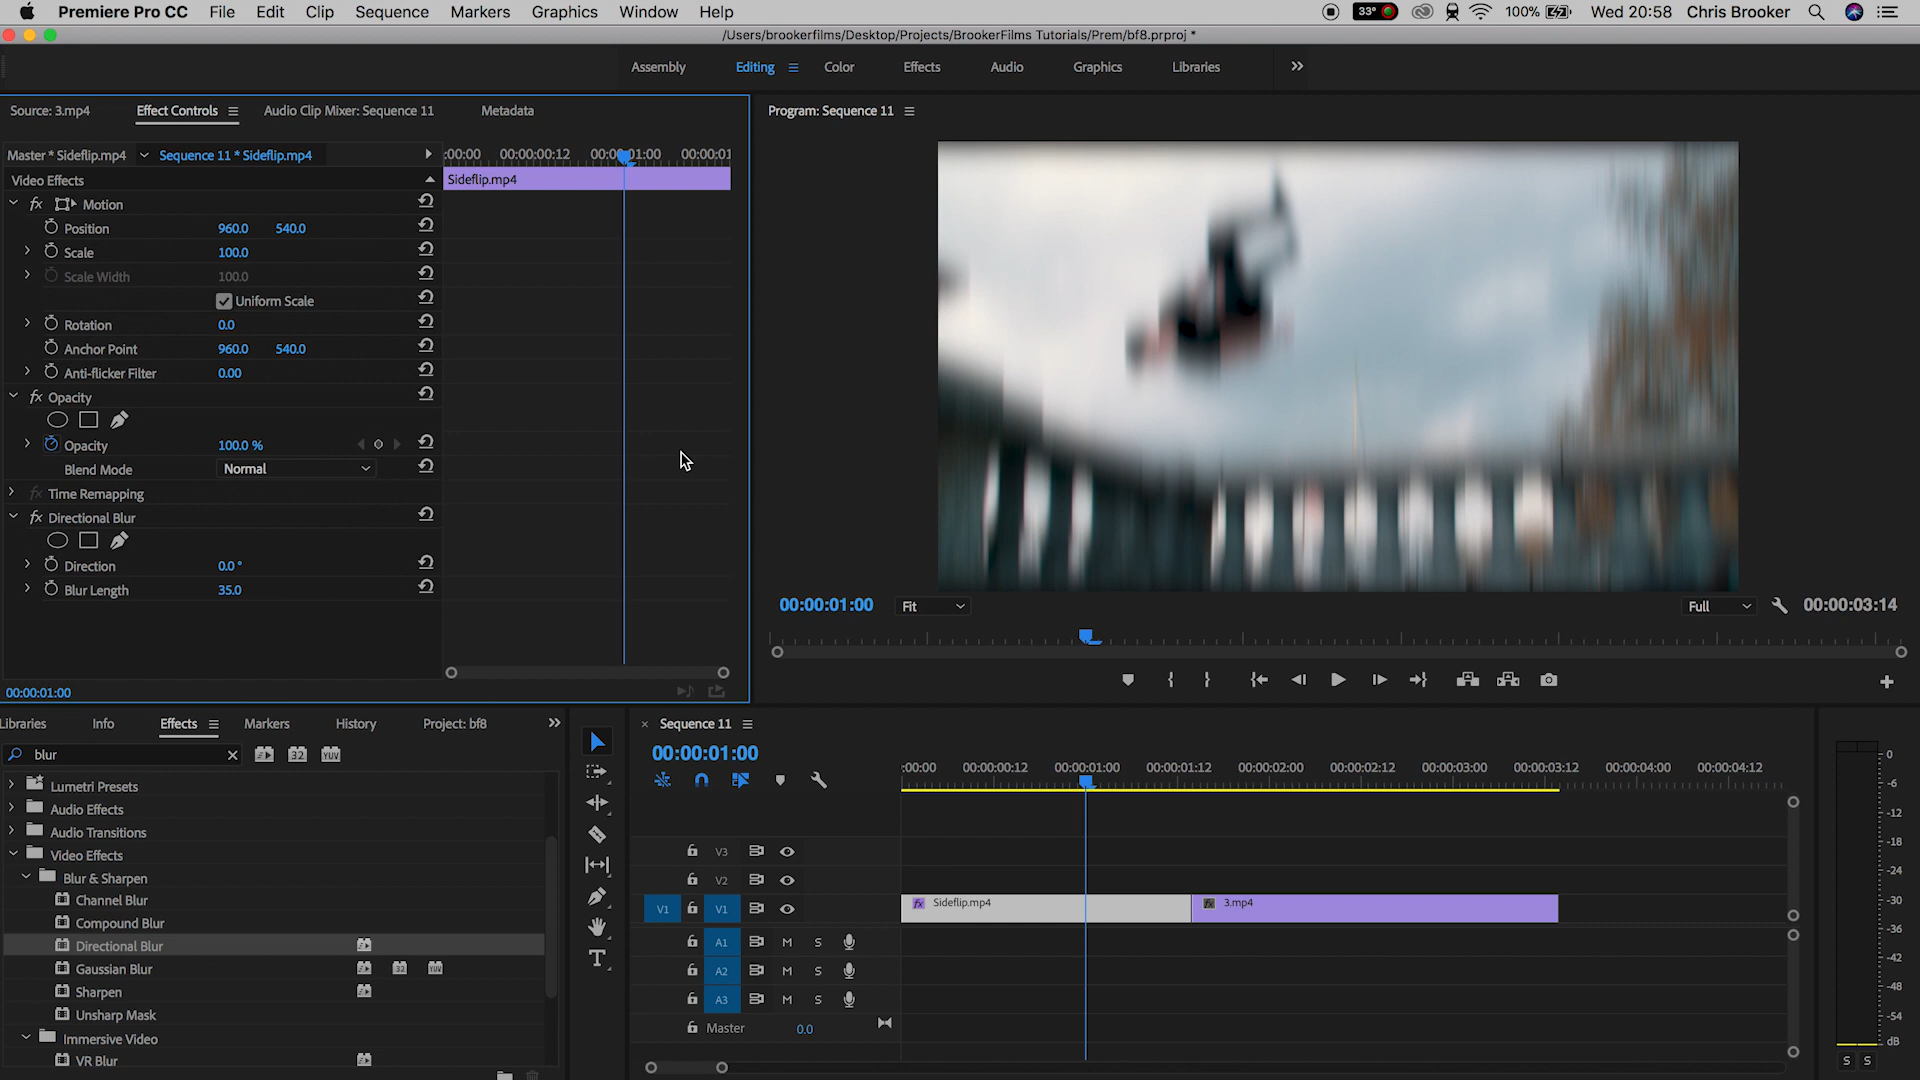 Premiere Pro CC File Edit Clip Sequence Markers Graphics Window Help 33° 100% Wed 20:58 Chris Brooker
/Users/brookerfilms/Desktop/Projects/BrookerFilms Tutorials/Prem/bf8.prproj *
Assembly Editing Color Effects Audio Graphics Libraries
Source: 3.mp4 Effect Controls Audio Clip Mixer: Sequence 11 Metadata
Master * Sideflip.mp4 Sequence 11 * Sideflip.mp4
:00:00 00:00:00:12 00:00:01:00 00:00:01
Video Effects
Sideflip.mp4
fx Motion
Position 960.0 540.0
Scale 100.0
Scale Width 100.0
Uniform Scale
Rotation 0.0
Anchor Point 960.0 540.0
Anti-flicker Filter 0.00
fx Opacity
Opacity 100.0 %
Blend Mode Normal
fx Time Remapping
fx Directional Blur
Direction 0.0 °
Blur Length 35.0
00:00:01:00
Program: Sequence 11
00:00:01:00 Fit Full 00:00:03:14
Libraries Info Effects Markers History Project: bf8
blur 32 YUV
Lumetri Presets
Audio Effects
Audio Transitions
Video Effects
Blur & Sharpen
Channel Blur
Compound Blur
Directional Blur
Gaussian Blur 32 YUV
Sharpen
Unsharp Mask
Immersive Video
VR Blur
Sequence 11
00:00:01:00
:00:00 00:00:00:12 00:00:01:00 00:00:01:12 00:00:02:00 00:00:02:12 00:00:03:00 00:00:03:12 00:00:04:00 00:00:04:12
V3
V2
V1 V1 fx Sideflip.mp4 fx 3.mp4
A1 M S
A2 M S
A3 M S
Master 0.0
0
-6
-12
-18
-24
-30
-36
-42
-48
-54
dB
S S